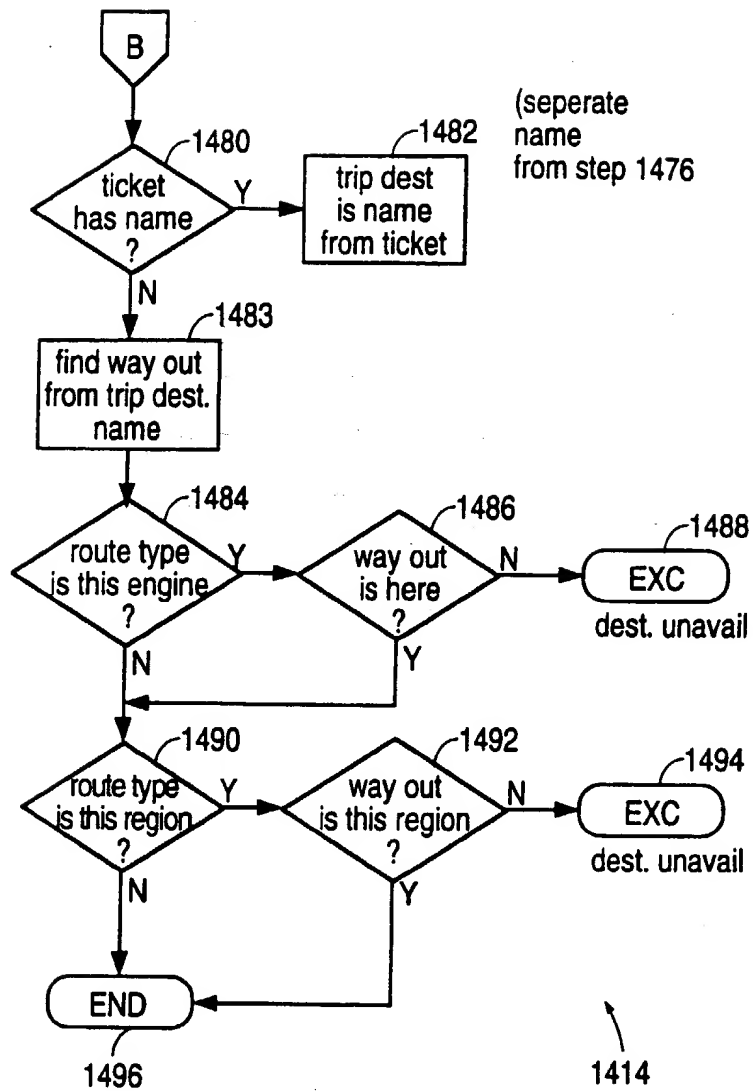 B
(seperate
name
from step 1476
1480
ticket
has name
?
Y
N
1482
trip dest
is name
from ticket
1483
find way out
from trip dest.
name
1484
route type
is this engine
?
Y
N
1486
way out
is here
?
N
Y
1488
EXC
dest. unavail
1490
route type
is this region
?
Y
N
1492
way out
is this region
?
N
Y
1494
EXC
dest. unavail
END
1496
1414